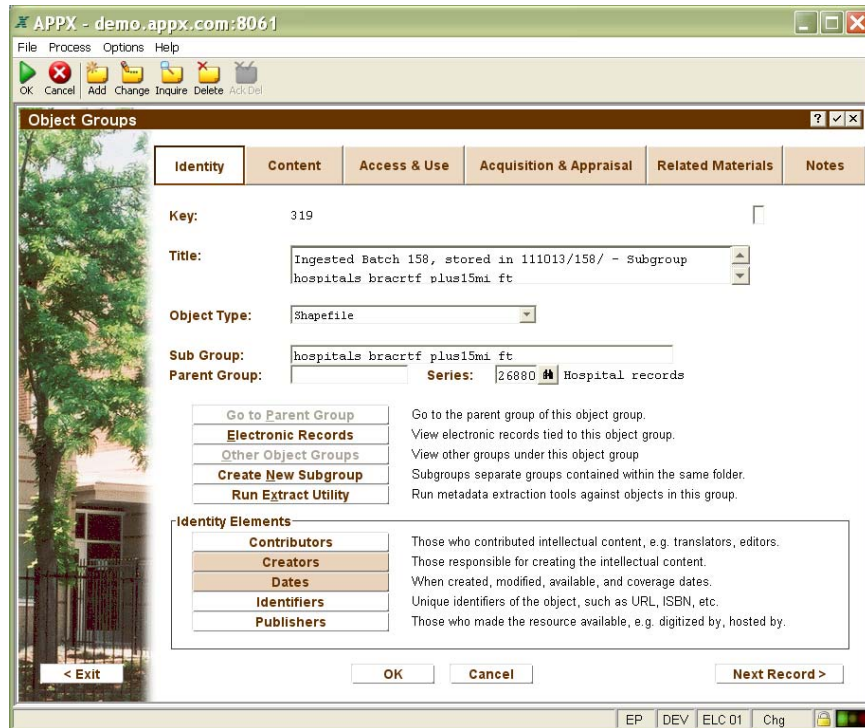 APPX - demo.appx.com:8061
File Process Options Help
OK Cancel Add Change Inquire Delete Ack Del
Object Groups
Identity Content Access & Use Acquisition & Appraisal Related Materials Notes
Key: 319
Title: Ingested Batch 158, stored in 111013/158/ - Subgroup
hospitals bracrtf plus15mi ft
Object Type: Shapefile
Sub Group: hospitals bracrtf plus15mi ft
Parent Group: Series: 26880 Hospital records
Go to Parent Group Go to the parent group of this object group.
Electronic Records View electronic records tied to this object group.
Other Object Groups View other groups under this object group
Create New Subgroup Subgroups separate groups contained within the same folder.
Run Extract Utility Run metadata extraction tools against objects in this group.
Identity Elements
Contributors Those who contributed intellectual content, e.g. translators, editors.
Creators Those responsible for creating the intellectual content.
Dates When created, modified, available, and coverage dates.
Identifiers Unique identifiers of the object, such as URL, ISBN, etc.
Publishers Those who made the resource available, e.g. digitized by, hosted by.
< Exit OK Cancel Next Record >
EP DEV ELC 01 Chg